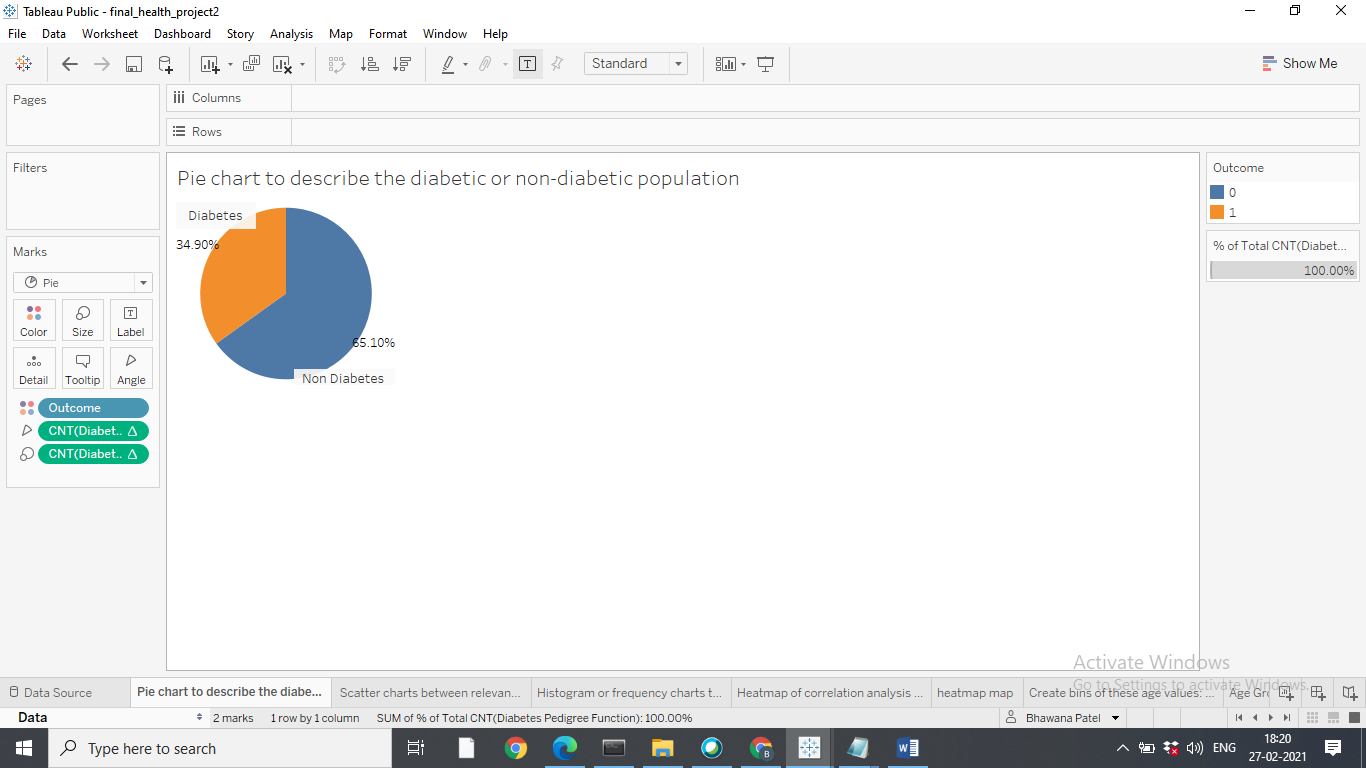 Tableau Public - final_health_project2
File Data Worksheet Dashboard Story Analysis Map Format Window Help
Standard
Show Me
Pages
Columns
Rows
Filters
Pie chart to describe the diabetic or non-diabetic population
Diabetes
34.90%
65.10%
Non Diabetes
Outcome
0
1
% of Total CNT(Diabet...
100.00%
Marks
Pie
Color Size Label
Detail Tooltip Angle
Outcome
CNT(Diabet.. Δ
CNT(Diabet.. Δ
Activate Windows
Go to Settings to activate Windows.
Data Source Pie chart to describe the diabe... Scatter charts between relevan... Histogram or frequency charts t... Heatmap of correlation analysis ... heatmap map Create bins of these age values: ... Age Gr
Data 2 marks 1 row by 1 column SUM of % of Total CNT(Diabetes Pedigree Function): 100.00% Bhawana Patel
Type here to search
ENG
18:20
27-02-2021